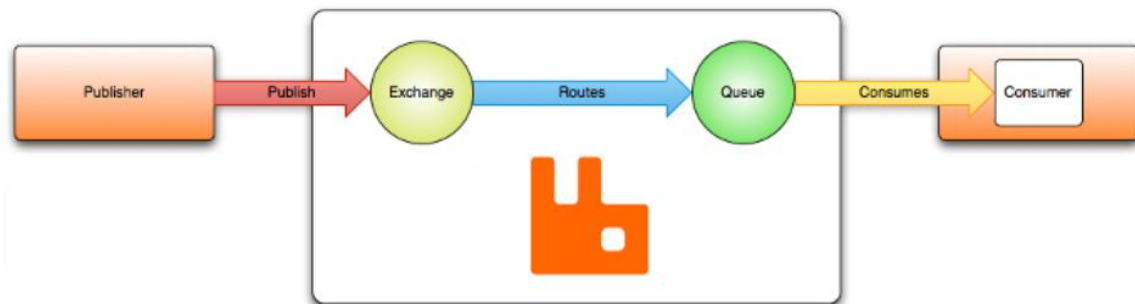 Publisher
Publish
Exchange
Routes
Queue
Consumes
Consumer